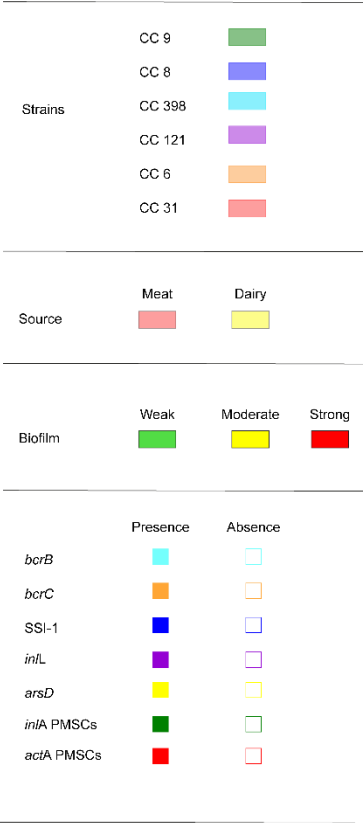 CC 9
CC 8
Strains
CC 398
CC 121
CC 6
CC 31
Meat Dairy
Source
Weak Moderate Strong
Biofilm
Presence Absence
bcrB
bcrC
SSI-1
inlL
arsD
inlA PMSCs
actA PMSCs